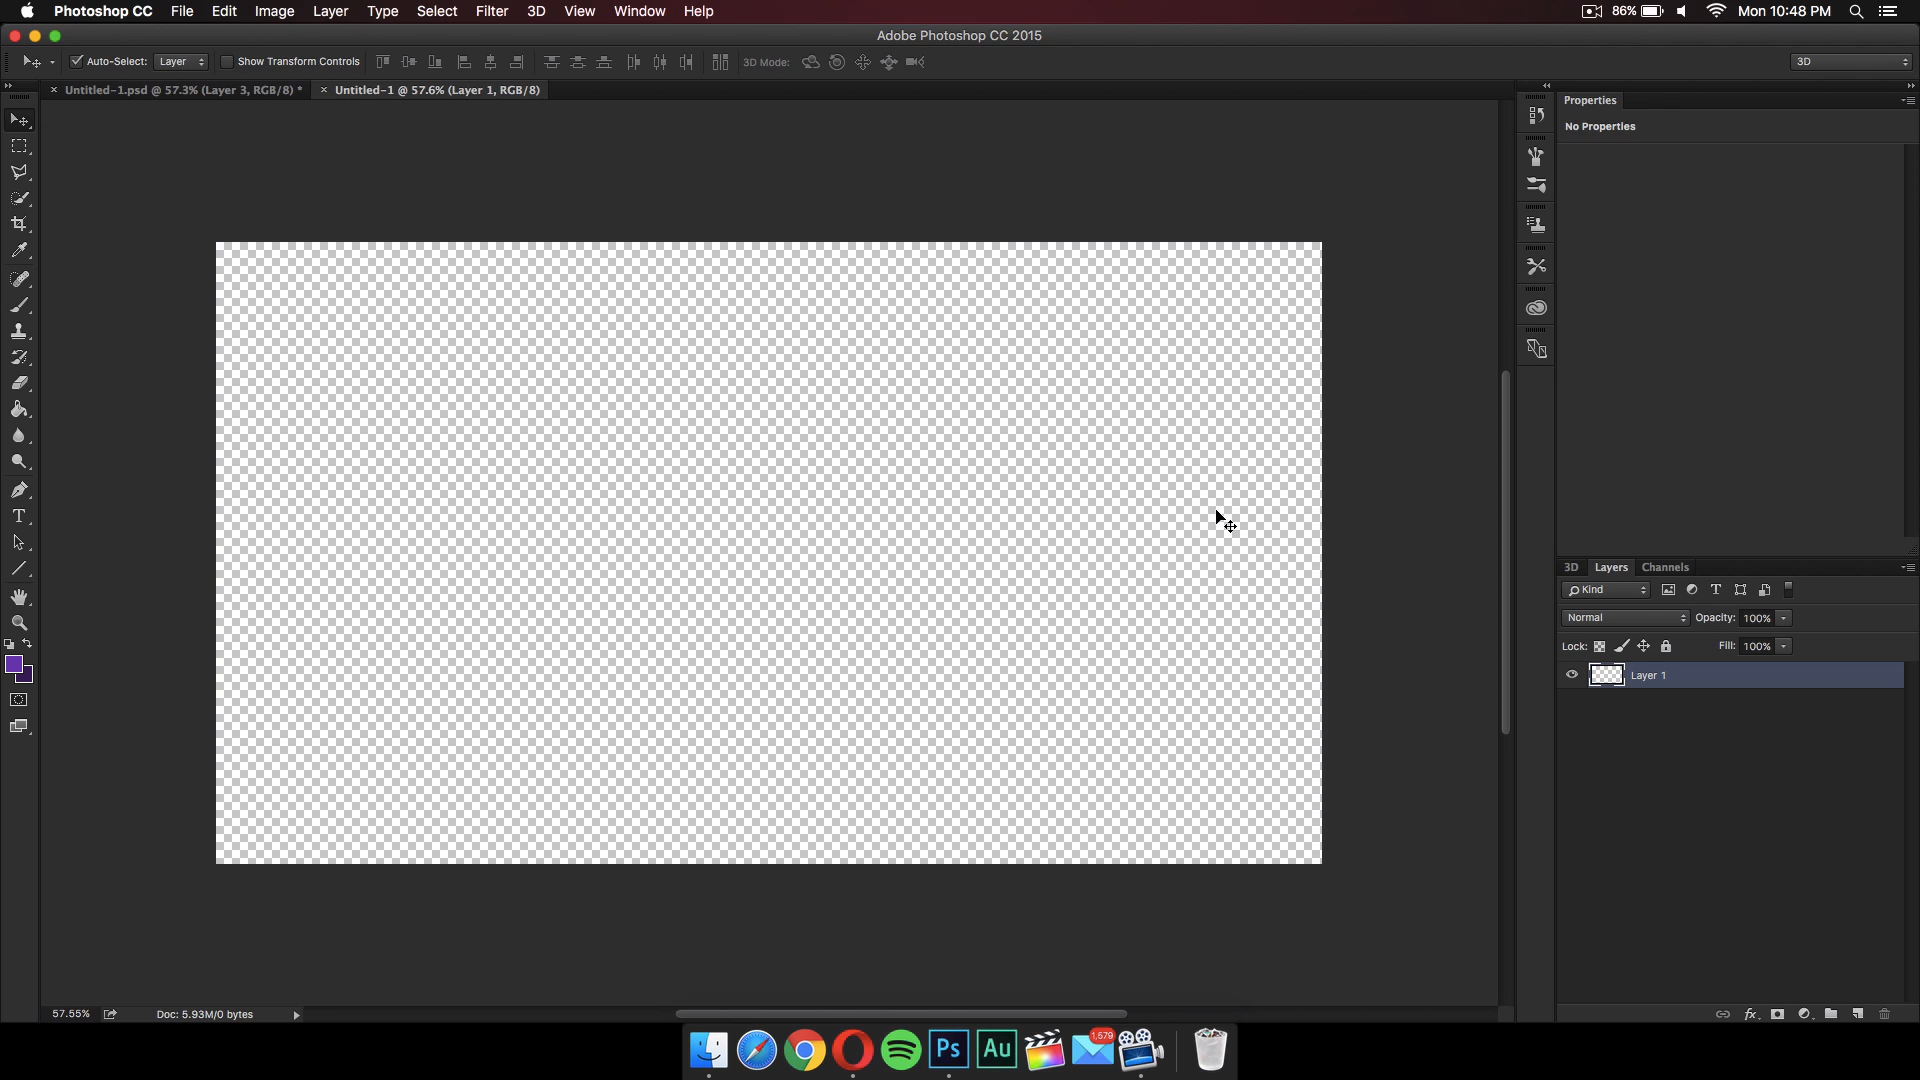 Photoshop CC File Edit Image Layer Type Select Filter 3D View Window Help 86% Mon 10:48 PM
Adobe Photoshop CC 2015
Auto-Select: Layer Show Transform Controls 3D Mode: 3D
Untitled-1.psd @ 57.3% (Layer 3, RGB/8) * Untitled-1 @ 57.6% (Layer 1, RGB/8)
Properties
No Properties
T
3D Layers Channels
Kind T
Normal Opacity: 100%
Lock: Fill: 100%
Layer 1
57.55% Doc: 5.93M/0 bytes fx
Ps Au 1,579